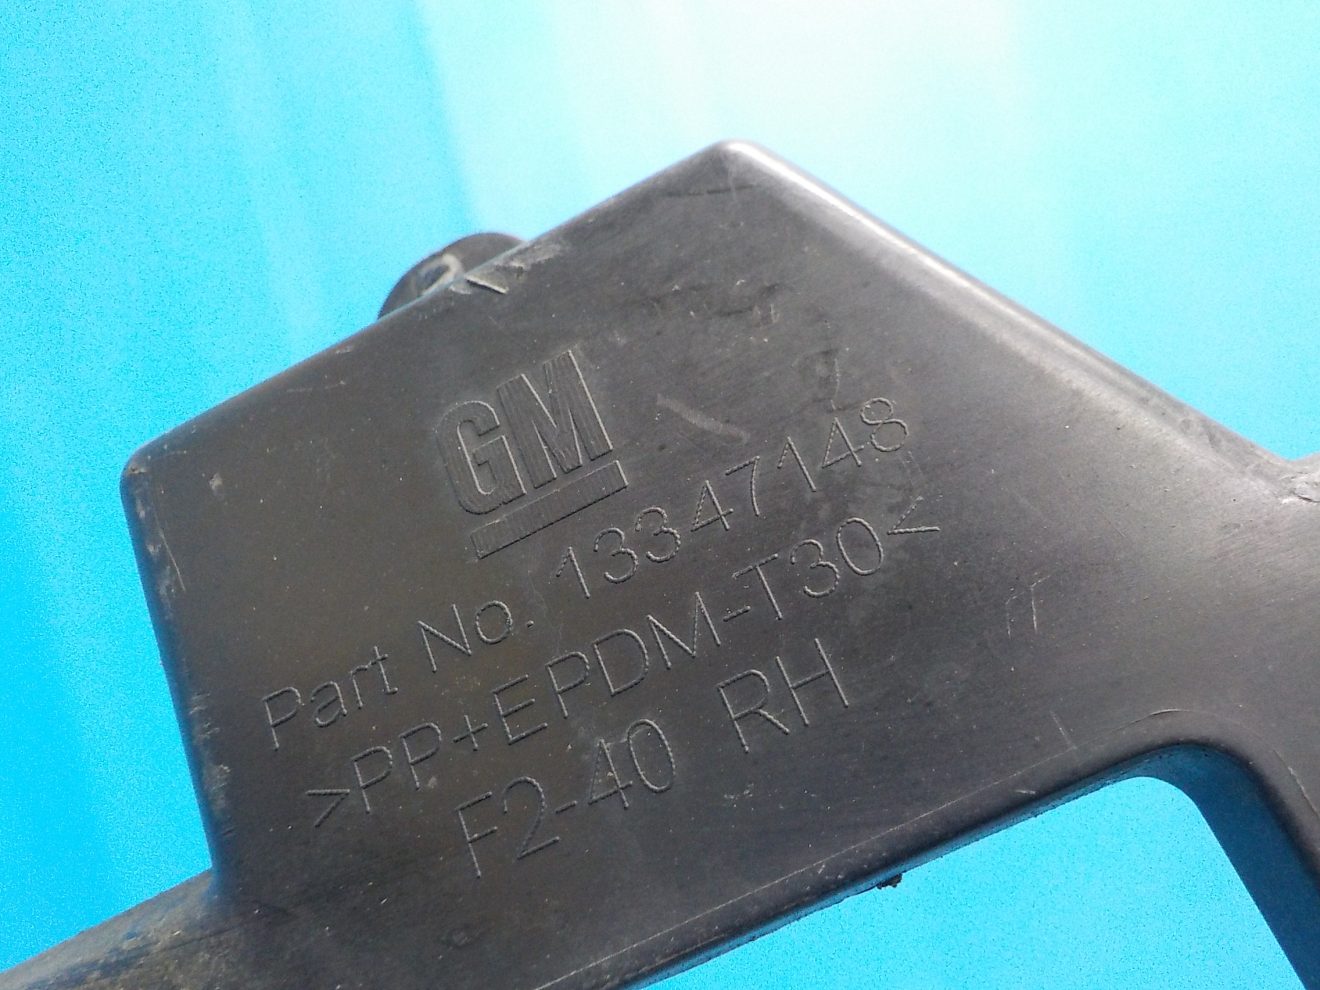 GM
Part No. 13347148
>PP+EPDM-T30<
F2-40 RH